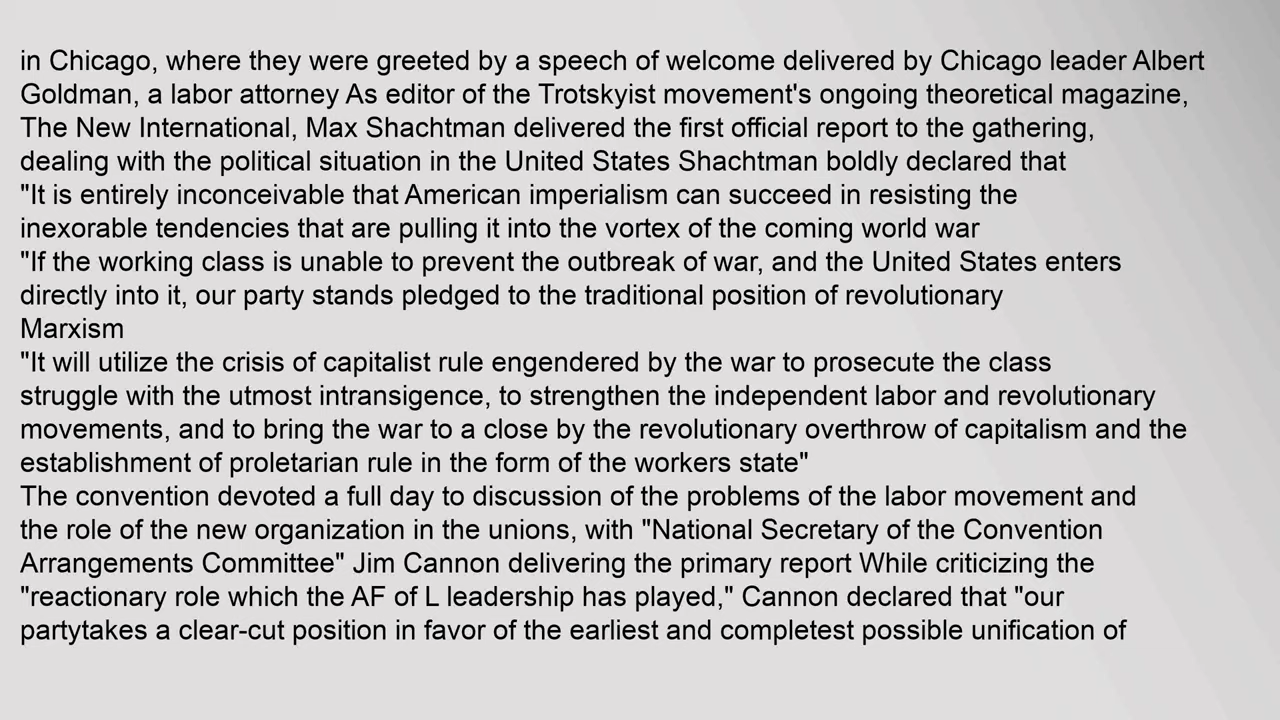 in Chicago, where they were greeted by a speech of welcome delivered by Chicago leader Albert
Goldman, a labor attorney As editor of the Trotskyist movement's ongoing theoretical magazine,
The New International, Max Shachtman delivered the first official report to the gathering,
dealing with the political situation in the United States Shachtman boldly declared that
"It is entirely inconceivable that American imperialism can succeed in resisting the
inexorable tendencies that are pulling it into the vortex of the coming world war
"If the working class is unable to prevent the outbreak of war, and the United States enters
directly into it, our party stands pledged to the traditional position of revolutionary
Marxism
"It will utilize the crisis of capitalist rule engendered by the war to prosecute the class
struggle with the utmost intransigence, to strengthen the independent labor and revolutionary
movements, and to bring the war to a close by the revolutionary overthrow of capitalism and the
establishment of proletarian rule in the form of the workers state"
The convention devoted a full day to discussion of the problems of the labor movement and
the role of the new organization in the unions, with "National Secretary of the Convention
Arrangements Committee" Jim Cannon delivering the primary report While criticizing the
"reactionary role which the AF of L leadership has played," Cannon declared that "our
partytakes a clear-cut position in favor of the earliest and completest possible unification of